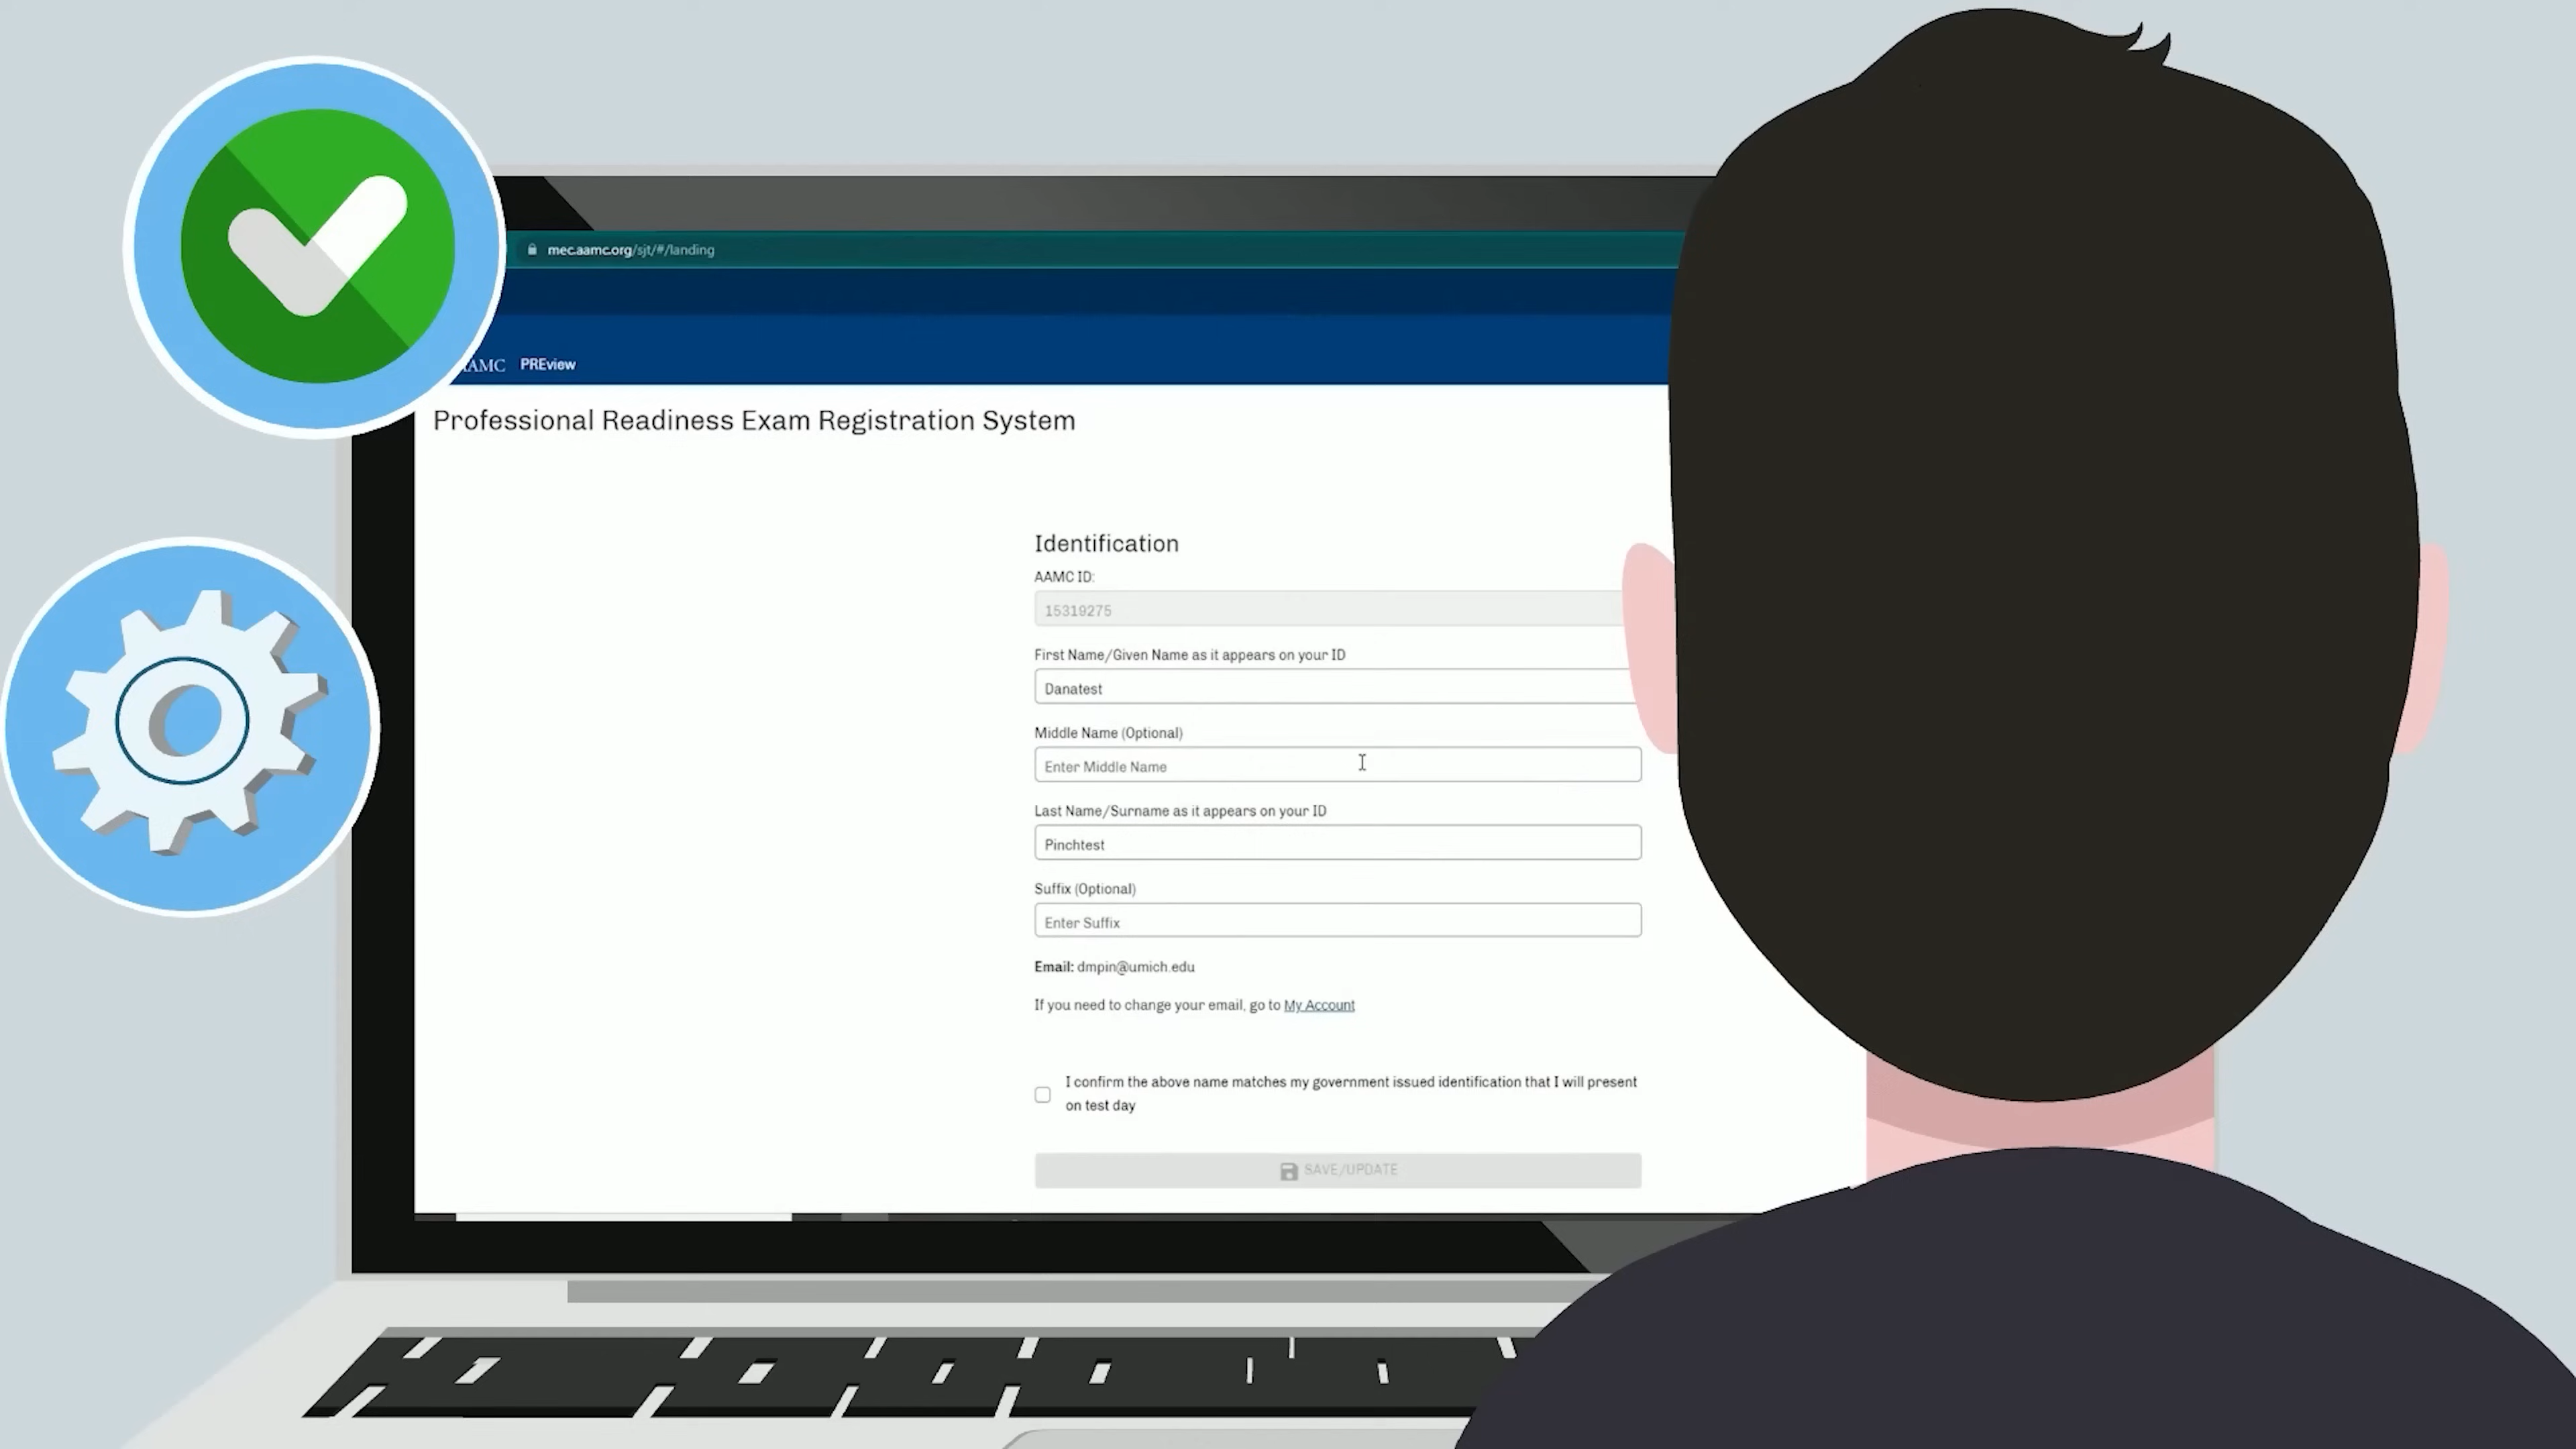 mec.aamc.org/sjt/#/landing
AAMC PREview
Professional Readiness Exam Registration System
Identification
AAMC ID:
15319275
First Name/Given Name as it appears on your ID
Danatest
Middle Name (Optional)
Enter Middle Name
Last Name/Surname as it appears on your ID
Pinchtest
Suffix (Optional)
Enter Suffix
Email: dmpin@umich.edu
If you need to change your email, go to My Account
I confirm the above name matches my government issued identification that I will present
on test day
SAVE/UPDATE